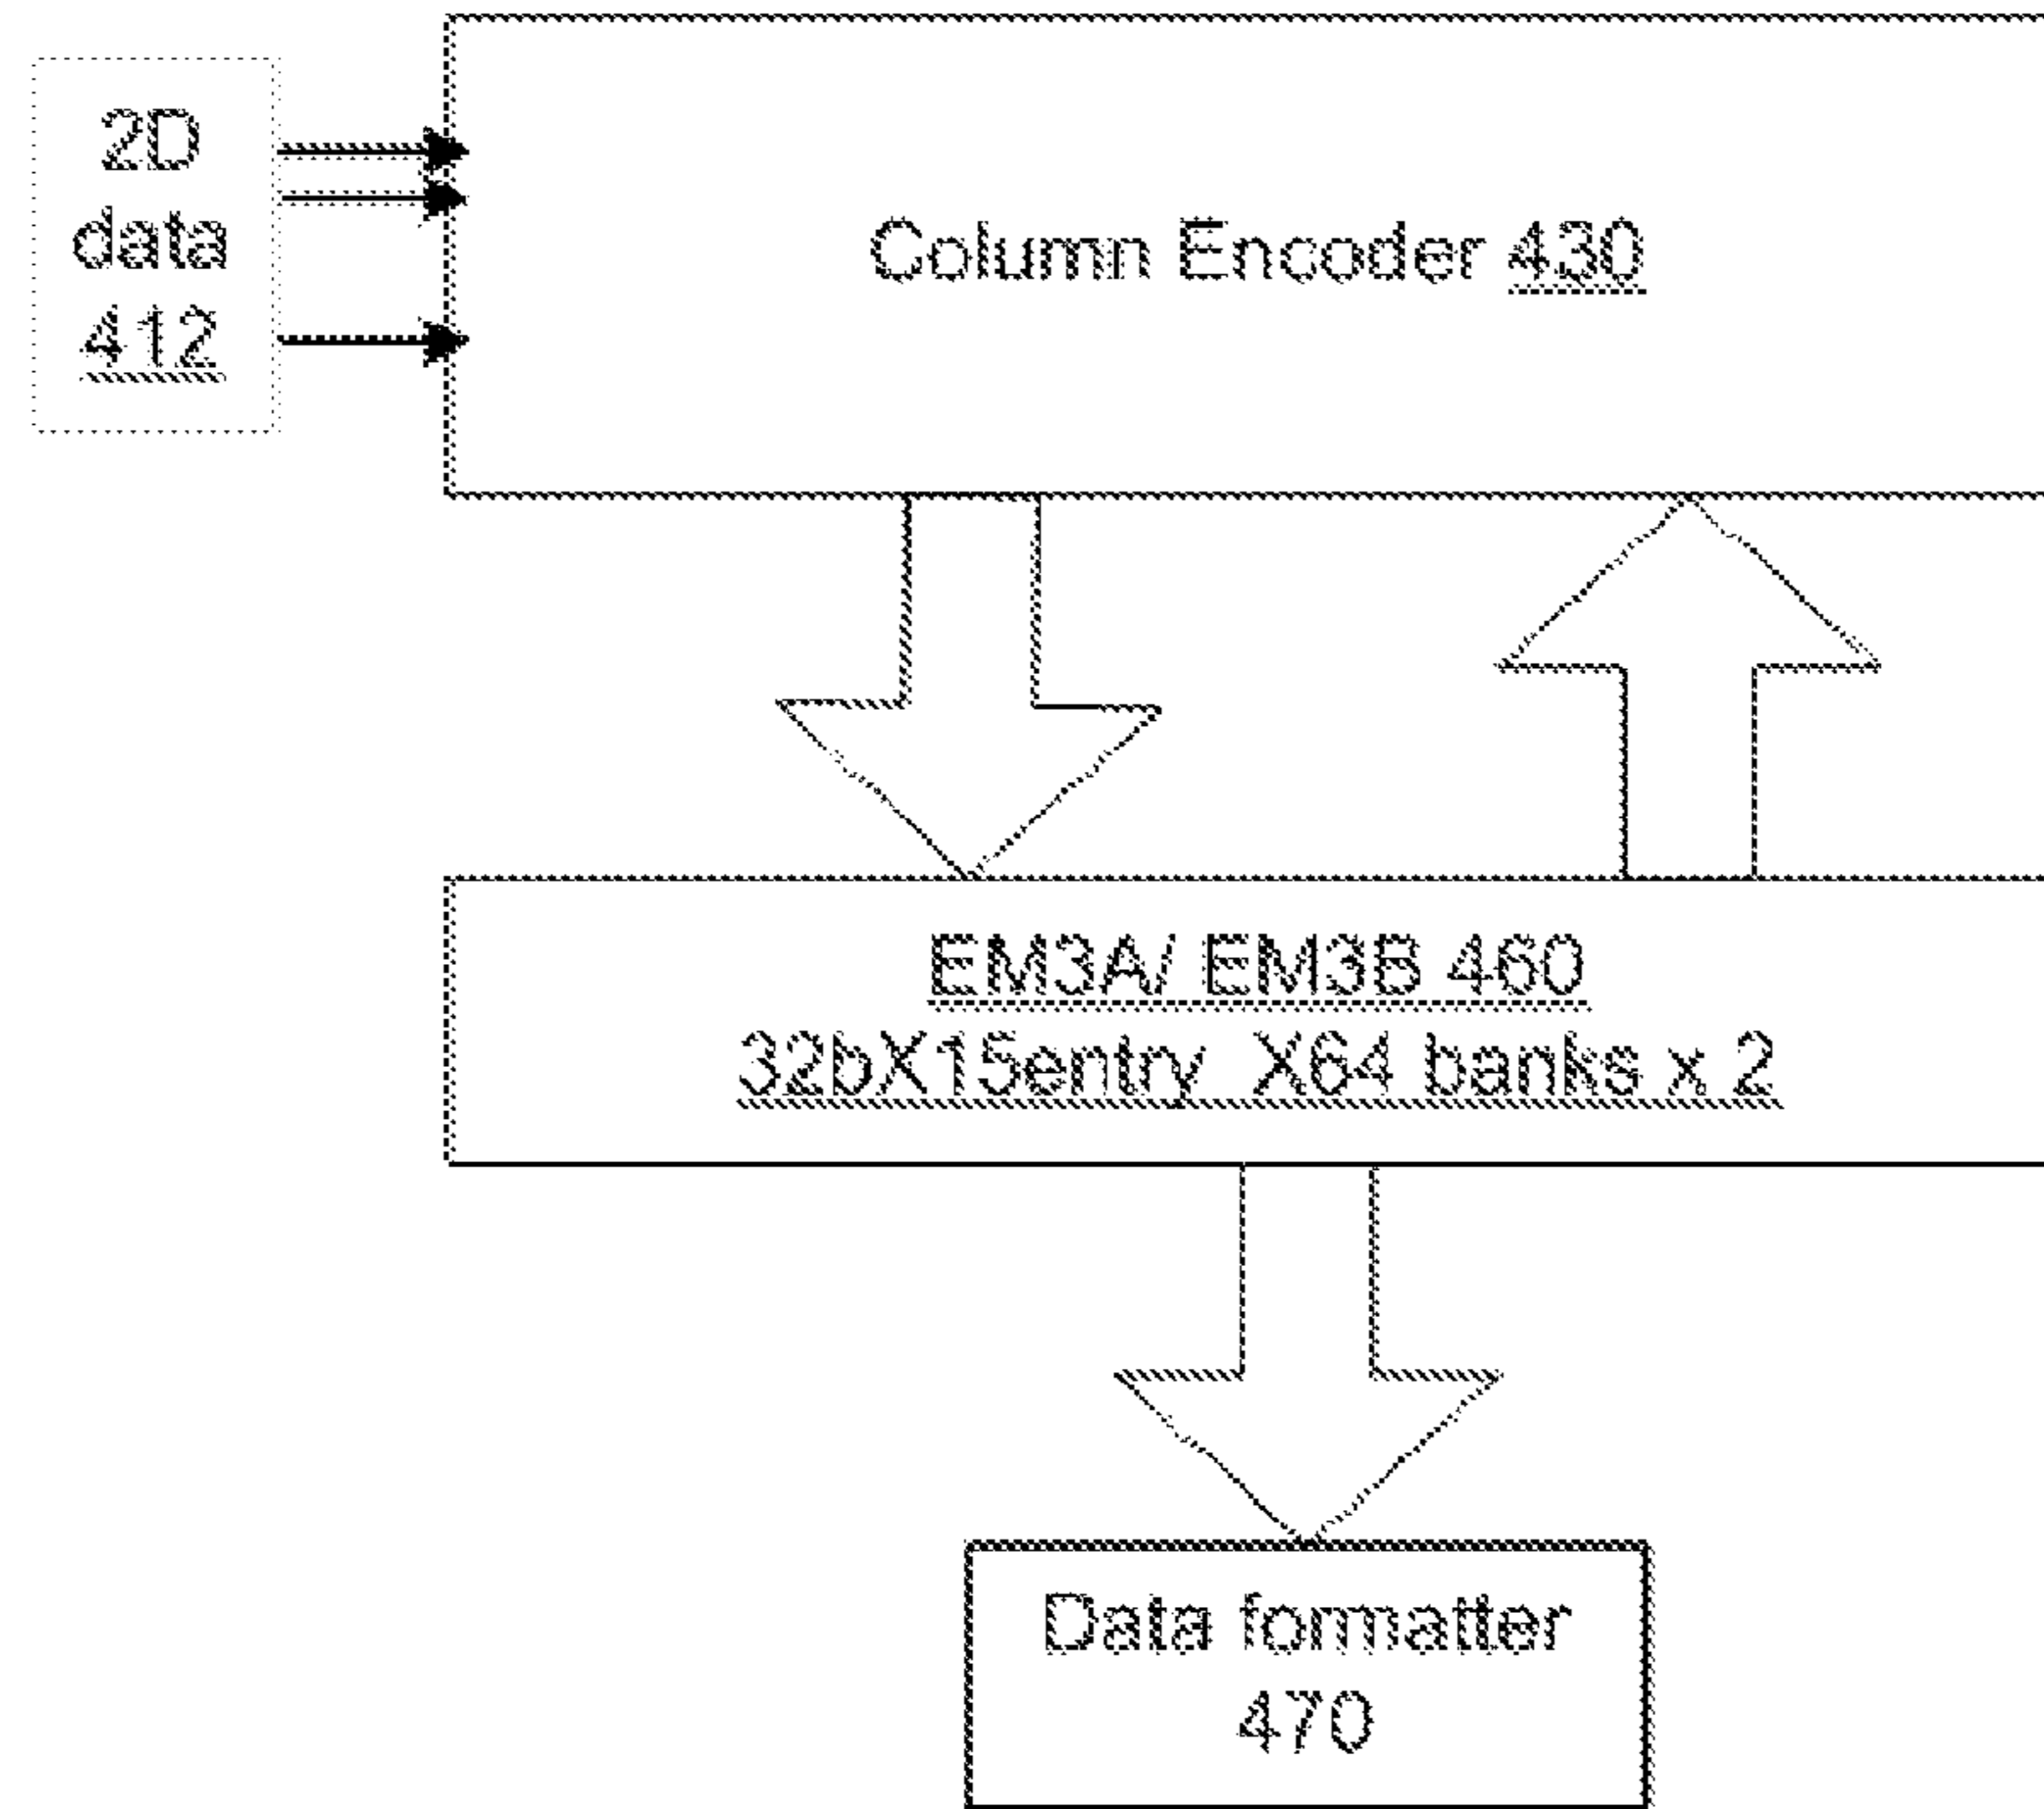 2D
data
412
Column Encoder 430
EM3A/ EM3B 460
32bX15entry X64 banks x 2
Data formatter
470